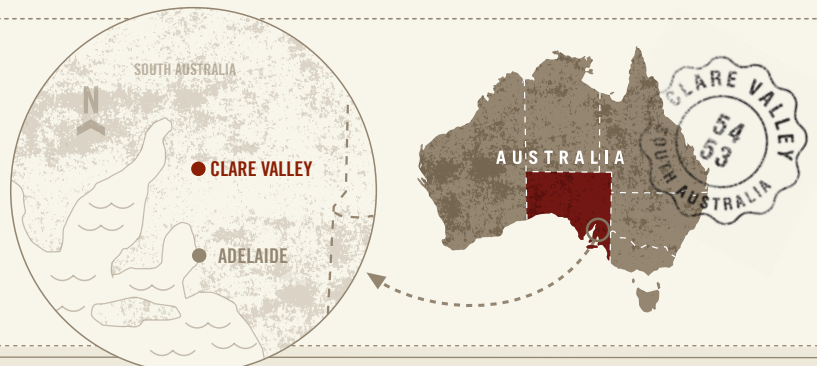 SOUTH AUSTRALIA
N
CLARE VALLEY
ADELAIDE
AUSTRALIA
CLARE VALLEY
54
53
SOUTH AUSTRALIA